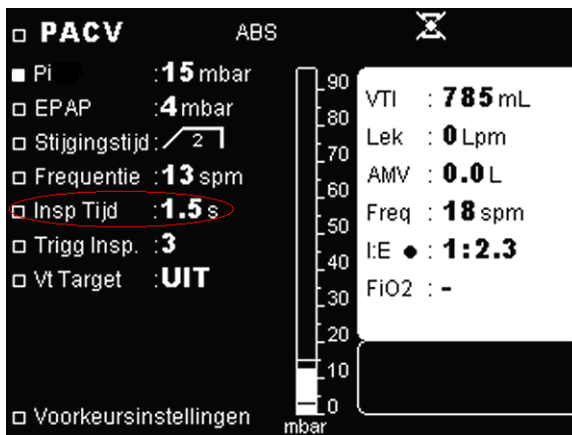 PACV ABS
Pi :15 mbar
EPAP :4 mbar
Stijgingstijd: 2
Frequentie :13 spm
Insp Tijd :1.5 s
Trigg Insp. :3
Vt Target :UIT
Voorkeursinstellingen
90
80
70
60
50
40
30
20
10
0
mbar
VTI : 785 mL
Lek : 0 Lpm
AMV : 0.0 L
Freq : 18 spm
I:E ● : 1:2.3
FiO2 : -